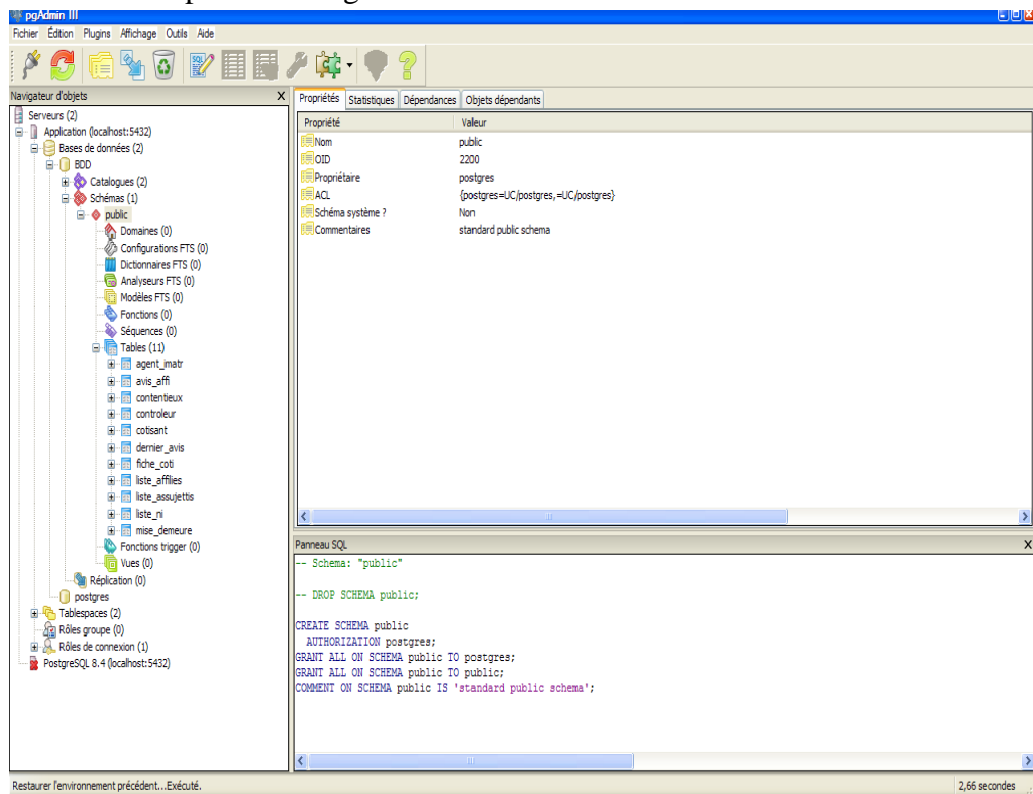 pgAdmin III
Fichier Édition Plugins Affichage Outils Aide
Navigateur d'objets X
Serveurs (2)
Application (localhost:5432)
Bases de données (2)
BDD
Catalogues (2)
Schémas (1)
public
Domaines (0)
Configurations FTS (0)
Dictionnaires FTS (0)
Analyseurs FTS (0)
Modèles FTS (0)
Fonctions (0)
Séquences (0)
Tables (11)
agent_imatr
avis_affi
contentieux
controleur
cotisant
dernier_avis
fiche_coti
liste_affilies
liste_assujettis
liste_ni
mise_demeure
Fonctions trigger (0)
Vues (0)
Réplication (0)
postgres
Tablespaces (2)
Rôles groupe (0)
Rôles de connexion (1)
PostgreSQL 8.4 (localhost:5432)
Propriétés Statistiques Dépendances Objets dépendants
Propriété Valeur
Nom public
OID 2200
Propriétaire postgres
ACL {postgres=UC/postgres,=UC/postgres}
Schéma système ? Non
Commentaires standard public schema
Panneau SQL X
-- Schema: "public"
-- DROP SCHEMA public;
CREATE SCHEMA public
AUTHORIZATION postgres;
GRANT ALL ON SCHEMA public TO postgres;
GRANT ALL ON SCHEMA public TO public;
COMMENT ON SCHEMA public IS 'standard public schema';
Restaurer l'environnement précédent...Exécuté. 2,66 secondes